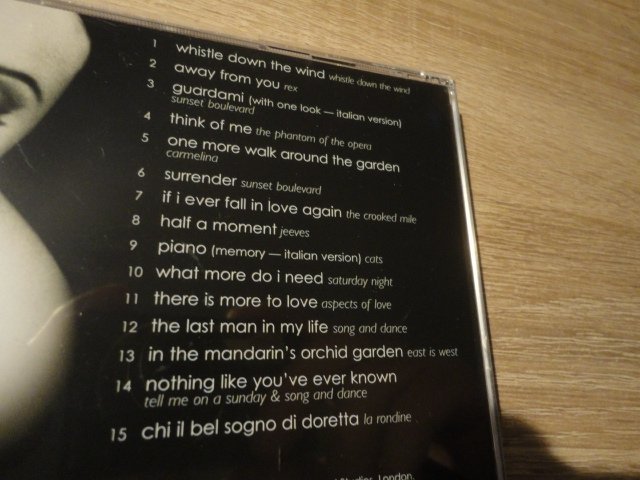 1 whistle down the wind whistle down the wind
2 away from you rex
3 guardami (with one look — italian version)
sunset boulevard
4 think of me the phantom of the opera
5 one more walk around the garden
carmelina
6 surrender sunset boulevard
7 if i ever fall in love again the crooked mile
8 half a moment jeeves
9 piano (memory — italian version) cats
10 what more do i need saturday night
11 there is more to love aspects of love
12 the last man in my life song and dance
13 in the mandarin's orchid garden east is west
14 nothing like you've ever known
tell me on a sunday & song and dance
15 chi il bel sogno di doretta la rondine
London.